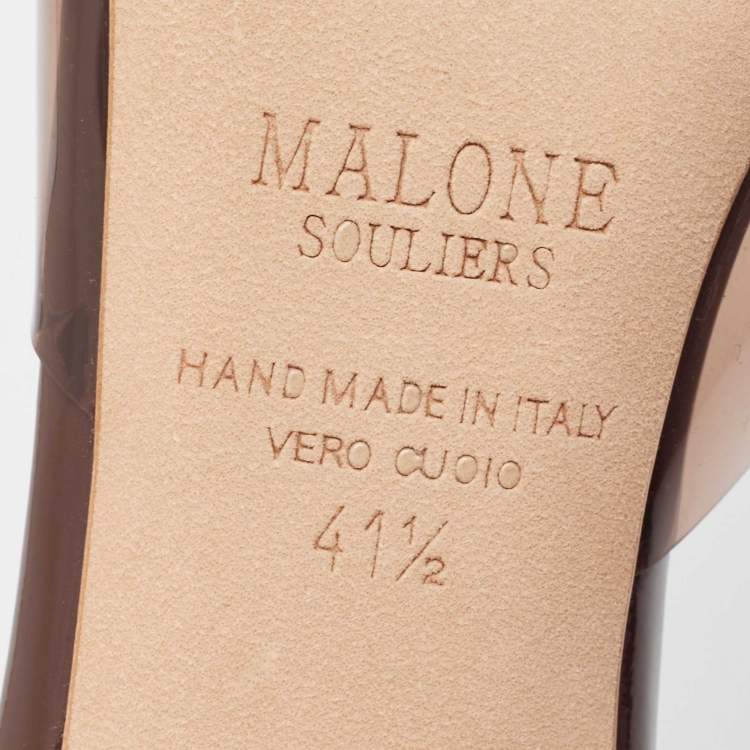 MALONE
SOULIERS
HAND MADE IN ITALY
VERO CUOIO
41½